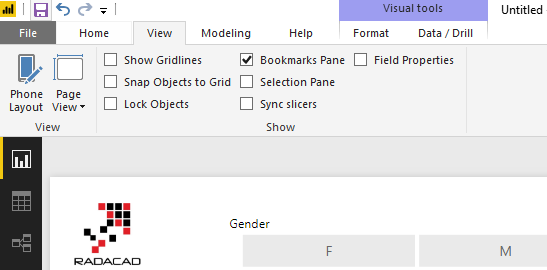 Visual tools
Untitled
File Home View Modeling Help Format Data / Drill
Show Gridlines
Snap Objects to Grid
Lock Objects
Bookmarks Pane
Selection Pane
Sync slicers
Field Properties
Phone
Layout
Page
View
View
Show
RADACAD
Gender
F M